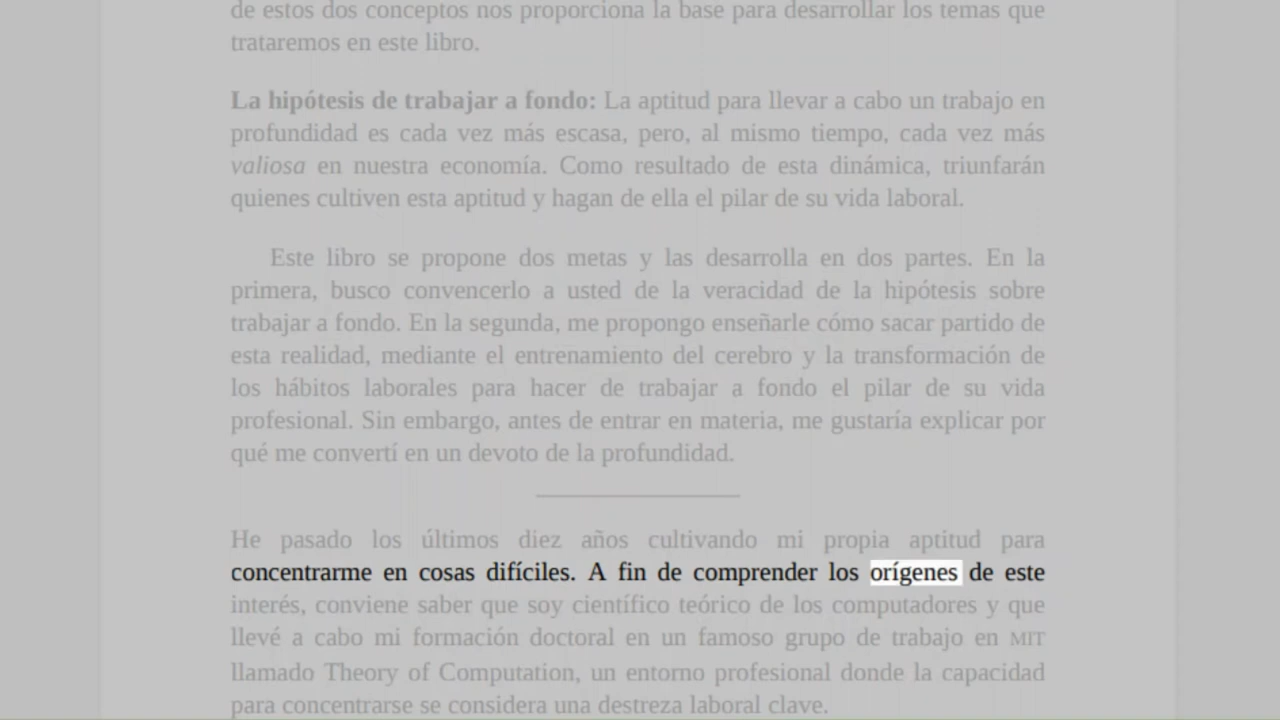 de estos dos conceptos nos proporciona la base para desarrollar los temas que
trataremos en este libro.
La hipótesis de trabajar a fondo: La aptitud para llevar a cabo un trabajo en
profundidad es cada vez más escasa, pero, al mismo tiempo, cada vez más
valiosa en nuestra economía. Como resultado de esta dinámica, triunfarán
quienes cultiven esta aptitud y hagan de ella el pilar de su vida laboral.
Este libro se propone dos metas y las desarrolla en dos partes. En la
primera, busco convencerlo a usted de la veracidad de la hipótesis sobre
trabajar a fondo. En la segunda, me propongo enseñarle cómo sacar partido de
esta realidad, mediante el entrenamiento del cerebro y la transformación de
los hábitos laborales para hacer de trabajar a fondo el pilar de su vida
profesional. Sin embargo, antes de entrar en materia, me gustaría explicar por
qué me convertí en un devoto de la profundidad.
He pasado los últimos diez años cultivando mi propia aptitud para
concentrarme en cosas difíciles. A fin de comprender los orígenes de este
interés, conviene saber que soy científico teórico de los computadores y que
llevé a cabo mi formación doctoral en un famoso grupo de trabajo en MIT
llamado Theory of Computation, un entorno profesional donde la capacidad
para concentrarse se considera una destreza laboral clave.